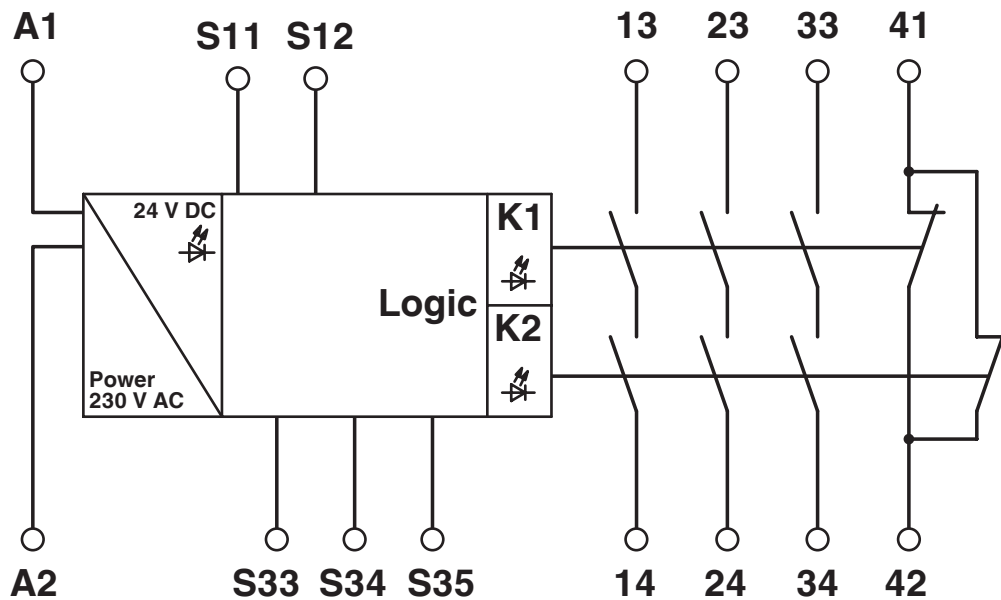 A1
S11
S12
13
23
33
41
24 V DC
K1
Logic
K2
Power
230 V AC
A2
S33
S34
S35
14
24
34
42